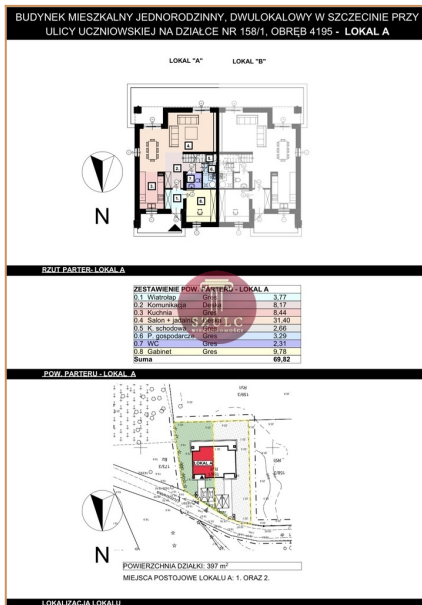 BUDYNEK MIESZKALNY JEDNORODZINNY, DWULOKALOWY W SZCZECINIE PRZY
ULICY UCZNIOWSKIEJ NA DZIAŁCE NR 158/1, OBRĘB 4195 - LOKAL A
LOKAL "A" LOKAL "B"
N
RZUT PARTER- LOKAL A
ZESTAWIENIE POW. PARTERU - LOKAL A
0.1 Wiatrołap Gres 3,77
0.2 Komunikacja Deska 8,17
0.3 Kuchnia Gres 8,44
0.4 Salon + jadalnia 31,40
0.5 K. schodowa Gres 2,66
0.6 P. gospodarcze Gres 3,29
0.7 WC Gres 2,31
0.8 Gabinet Gres 9,78
Suma 69,82
POW. PARTERU - LOKAL A
LOKAL A
N
POWIERZCHNIA DZIAŁKI: 397 m²
MIEJSCA POSTOJOWE LOKALU A: 1. ORAZ 2.
LOKALIZACJA LOKALU